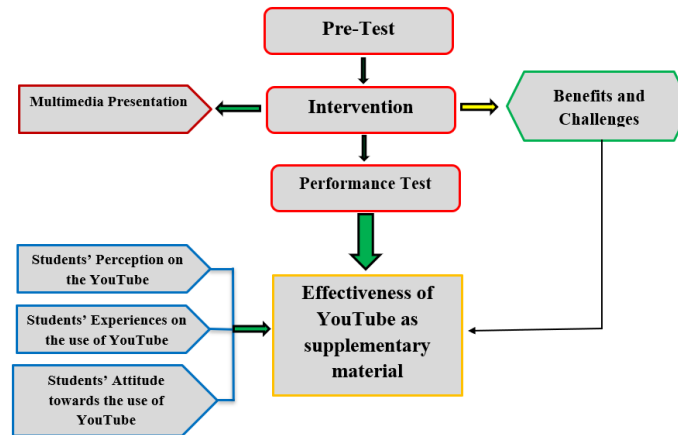 Pre-Test
Multimedia Presentation
Intervention
Benefits and
Challenges
Performance Test
Students’ Perception on
the YouTube
Students’ Experiences on
the use of YouTube
Students’ Attitude
towards the use of
YouTube
Effectiveness of
YouTube as
supplementary
material